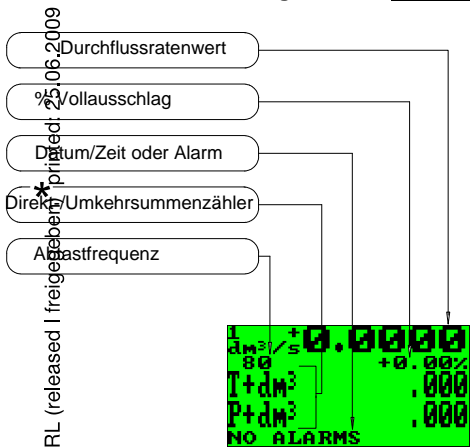 Durchflussratenwert
% Vollausschlag
Datum/Zeit oder Alarm
Direkt-/Umkehrsummenzähler
Abtastfrequenz
RL (released | freigegeben) printed: 25.06.2009
*
1 + 0.0000
dm³/s
80 +0.00%
T+dm³ .000
P+dm³ .000
NO ALARMS